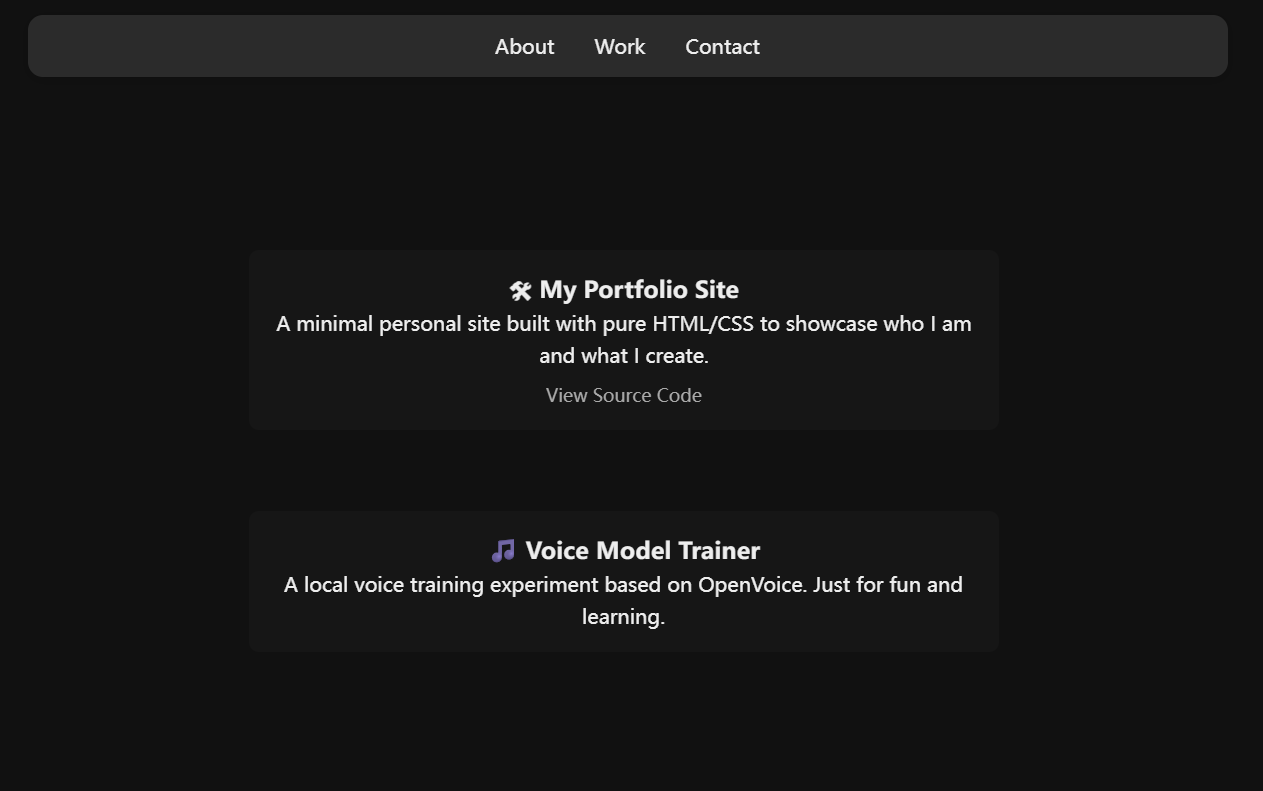 About Work Contact
🛠 My Portfolio Site
A minimal personal site built with pure HTML/CSS to showcase who I am
and what I create.
View Source Code
🎵 Voice Model Trainer
A local voice training experiment based on OpenVoice. Just for fun and
learning.